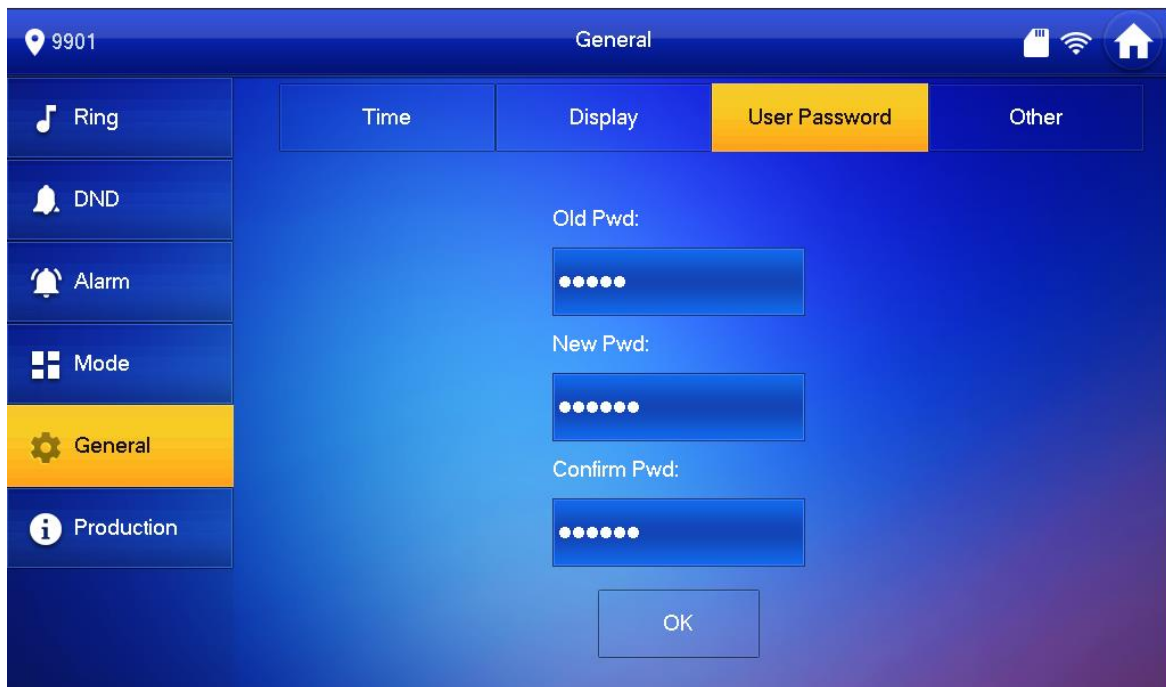 9901
General
Ring
DND
Alarm
Mode
General
Production
Time
Display
User Password
Other
Old Pwd:
●●●●●
New Pwd:
●●●●●●
Confirm Pwd:
●●●●●●
OK